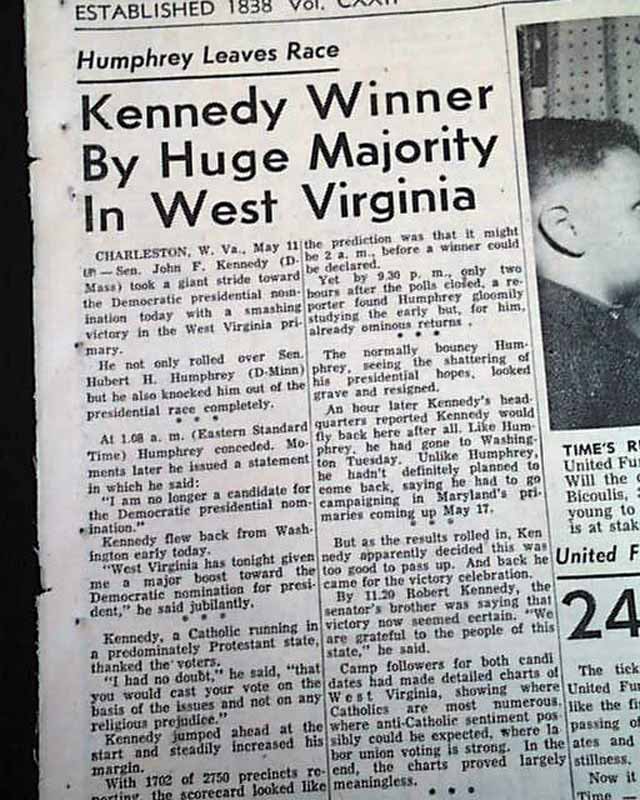 ESTABLISHED 1838 Vol.
Humphrey Leaves Race
Kennedy Winner
By Huge Majority
In West Virginia
CHARLESTON, W. Va., May 11
— Sen. John F. Kennedy (D-
Mass) took a giant stride toward
the Democratic presidential nom-
ination today with a smashing
victory in the West Virginia pri-
mary.
He not only rolled over Sen.
Hubert H. Humphrey (D-Minn)
but he also knocked him out of the
presidential race completely.
* * *
At 1.08 a. m. (Eastern Standard
Time) Humphrey conceded. Mo-
ments later he issued a statement
in which he said:
"I am no longer a candidate for
the Democratic presidential nom-
ination."
Kennedy flew back from Wash-
ington early today.
"West Virginia has tonight given
me a major boost toward the
Democratic nomination for presi-
dent," he said jubilantly.
* * *
Kennedy, a Catholic running in
a predominately Protestant state,
thanked the voters.
"I had no doubt," he said, "that
you would cast your vote on the
basis of the issues and not on any
religious prejudice."
Kennedy jumped ahead at the
start and steadily increased his
margin.
With 1702 of 2750 precincts re-
porting, the scorecard looked like
the prediction was that it might
be 2 a. m., before a winner could
be declared.
Yet by 9.30 p. m., only two
hours after the polls closed, a re-
porter found Humphrey gloomily
studying the early but, for him,
already ominous returns .
* * *
The normally bouncy Hum-
phrey, seeing the shattering of
his presidential hopes, looked
grave and resigned.
An hour later Kennedy's head-
quarters reported Kennedy would
fly back here after all. Like Hum-
phrey, he had gone to Washing-
ton Tuesday. Unlike Humphrey,
he hadn't definitely planned to
come back, saying he had to go
campaigning in Maryland's pri-
maries coming up May 17.
* * *
But as the results rolled in, Ken
nedy apparently decided this was
too good to pass up. And back he
came for the victory celebration.
By 11.20 Robert Kennedy, the
senator's brother was saying that
victory now seemed certain. "We
are grateful to the people of this
state," he said.
Camp followers for both candi
dates had made detailed charts of
West Virginia, showing where
Catholics are most numerous,
where anti-Catholic sentiment pos-
sibly could be expected, where la-
bor union voting is strong. In the
end, the charts proved largely
meaningless.
* * *
TIME'S
United
Will the
Bicoulis,
young to
is at stak
United F
24
The tick
United Fu
like the fi
passing of
ates and
stillness.
Now it
Time —